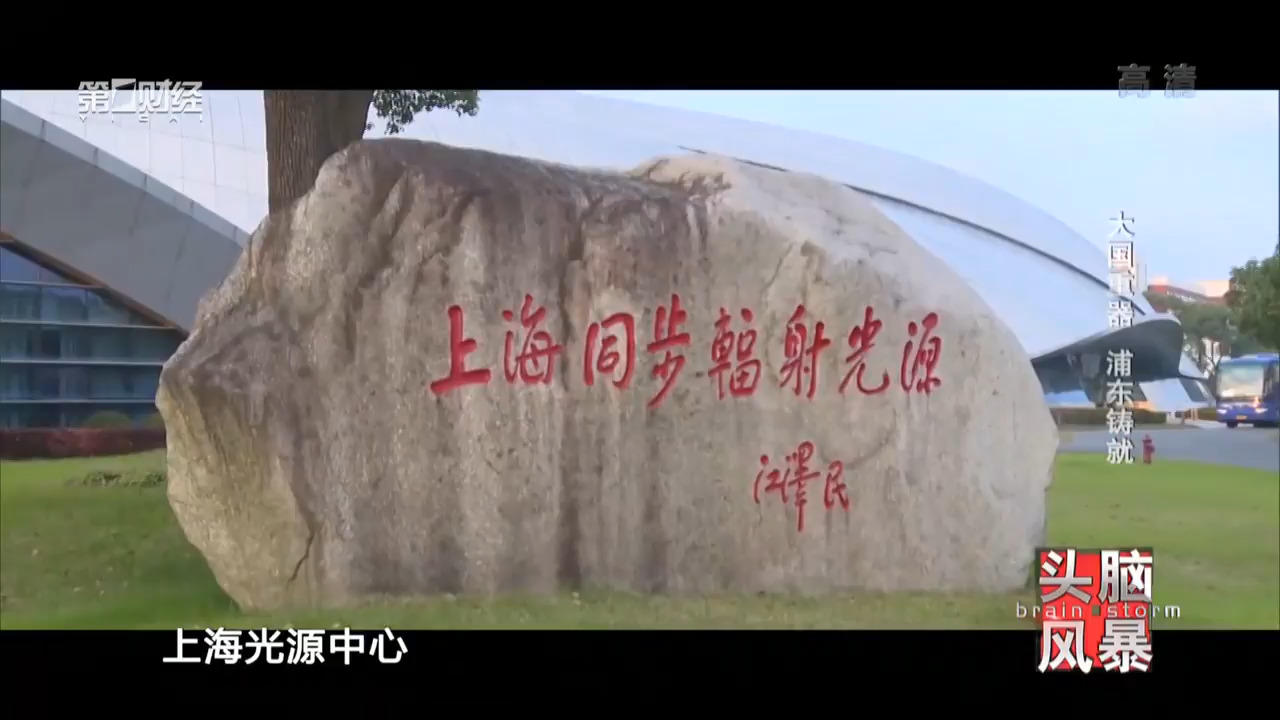 第一财经
YICAI
高清
大国重器 浦东铸就
上海同步辐射光源
江泽民
头脑
brain storm
风暴
上海光源中心